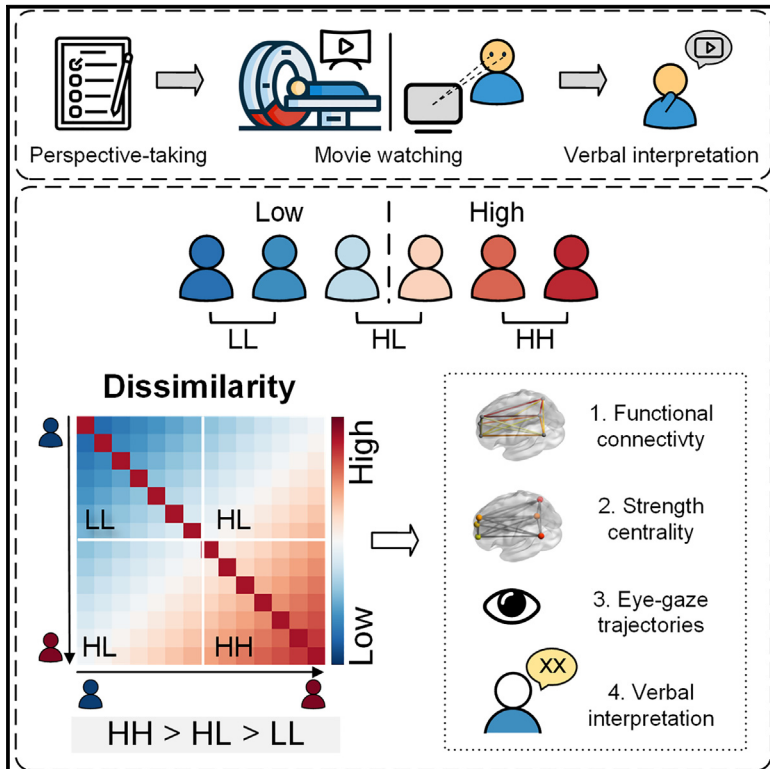 Perspective-taking
Movie watching
Verbal interpretation
Low
High
LL
HL
HH
Dissimilarity
High
Low
LL
HL
HL
HH
HH > HL > LL
1. Functional
connectivty
2. Strength
centrality
3. Eye-gaze
trajectories
XX
4. Verbal
interpretation